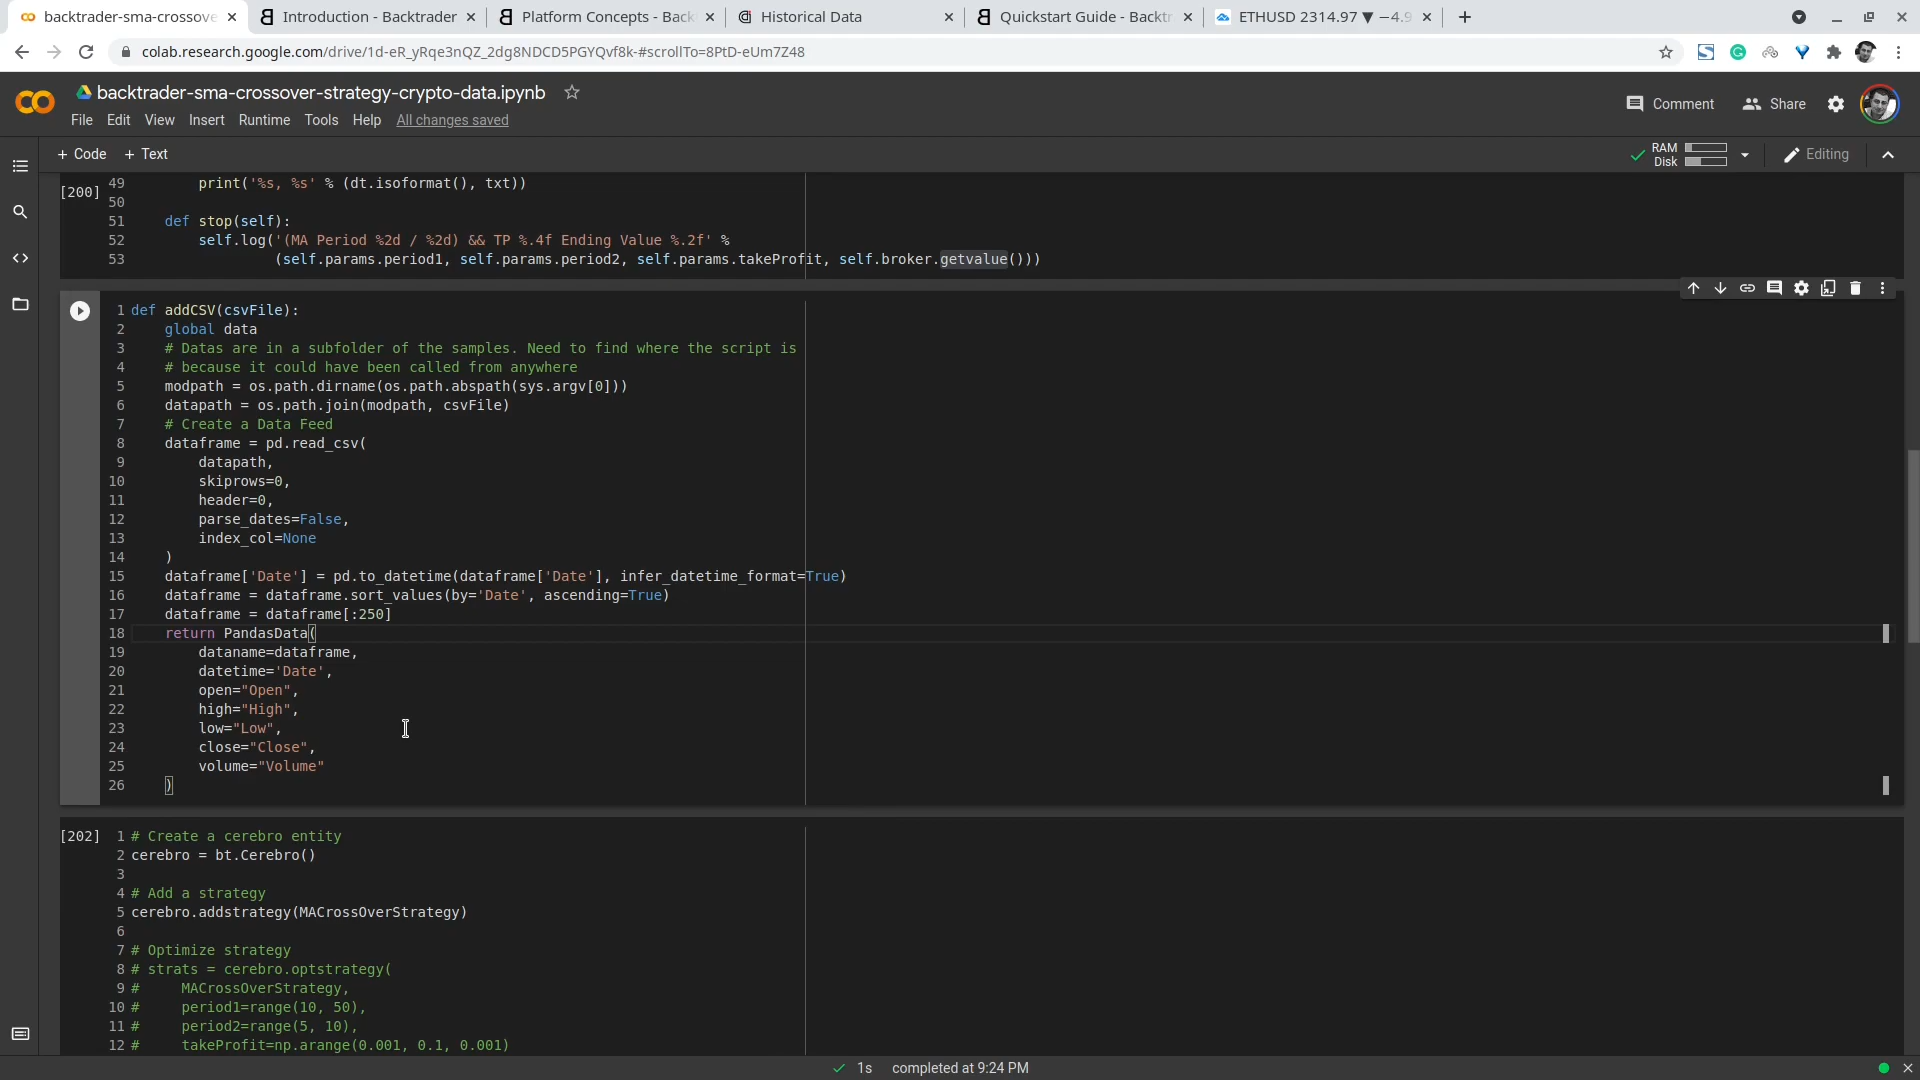 backtrader-sma-crossove
Introduction - Backtrader
Platform Concepts - Back
Historical Data
Quickstart Guide - Backtr
ETHUSD 2314.97 ▼ −4.9
colab.research.google.com/drive/1d-eR_yRqe3nQZ_2dg8NDCD5PGYQvf8k-#scrollTo=8PtD-eUm7Z48
backtrader-sma-crossover-strategy-crypto-data.ipynb
Comment
Share
File Edit View Insert Runtime Tools Help All changes saved
+ Code + Text
RAM
Disk
Editing
[200]
49 print('%s, %s' % (dt.isoformat(), txt))
50
51 def stop(self):
52 self.log('(MA Period %2d / %2d) && TP %.4f Ending Value %.2f' %
53 (self.params.period1, self.params.period2, self.params.takeProfit, self.broker.getvalue()))
1 def addCSV(csvFile):
2 global data
3 # Datas are in a subfolder of the samples. Need to find where the script is
4 # because it could have been called from anywhere
5 modpath = os.path.dirname(os.path.abspath(sys.argv[0]))
6 datapath = os.path.join(modpath, csvFile)
7 # Create a Data Feed
8 dataframe = pd.read_csv(
9 datapath,
10 skiprows=0,
11 header=0,
12 parse_dates=False,
13 index_col=None
14 )
15 dataframe['Date'] = pd.to_datetime(dataframe['Date'], infer_datetime_format=True)
16 dataframe = dataframe.sort_values(by='Date', ascending=True)
17 dataframe = dataframe[:250]
18 return PandasData(
19 dataname=dataframe,
20 datetime='Date',
21 open="Open",
22 high="High",
23 low="Low",
24 close="Close",
25 volume="Volume"
26 )
[202] 1 # Create a cerebro entity
2 cerebro = bt.Cerebro()
3
4 # Add a strategy
5 cerebro.addstrategy(MACrossOverStrategy)
6
7 # Optimize strategy
8 # strats = cerebro.optstrategy(
9 # MACrossOverStrategy,
10 # period1=range(10, 50),
11 # period2=range(5, 10),
12 # takeProfit=np.arange(0.001, 0.1, 0.001)
1s completed at 9:24 PM